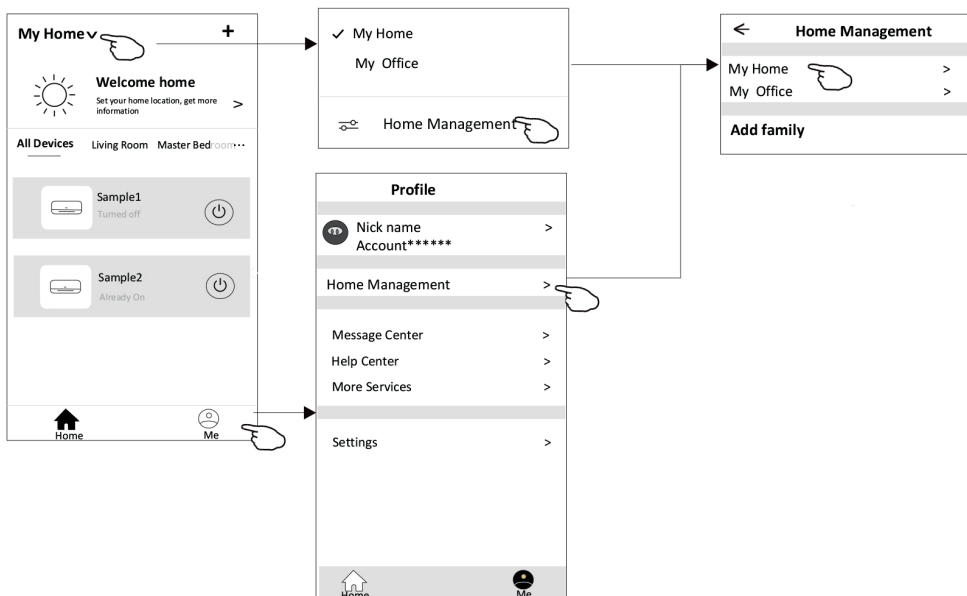 My Home ∨ +
Welcome home
Set your home location, get more
information
>
All Devices Living Room Master Bedroom ···
Sample1
Turned off
Sample2
Already On
Home Me
✓ My Home
My Office
Home Management
Profile
Nick name >
Account******
Home Management >
Message Center >
Help Center >
More Services >
Settings >
Home Me
← Home Management
My Home >
My Office >
Add family